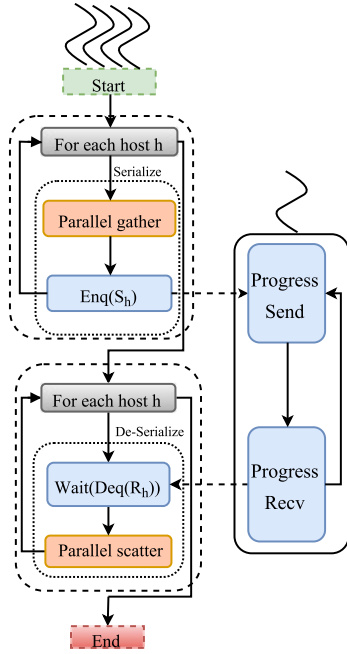 Start
For each host h
Serialize
Parallel gather
Enq(Sh)
Progress
Send
For each host h
De-Serialize
Wait(Deq(Rh))
Progress
Recv
Parallel scatter
End